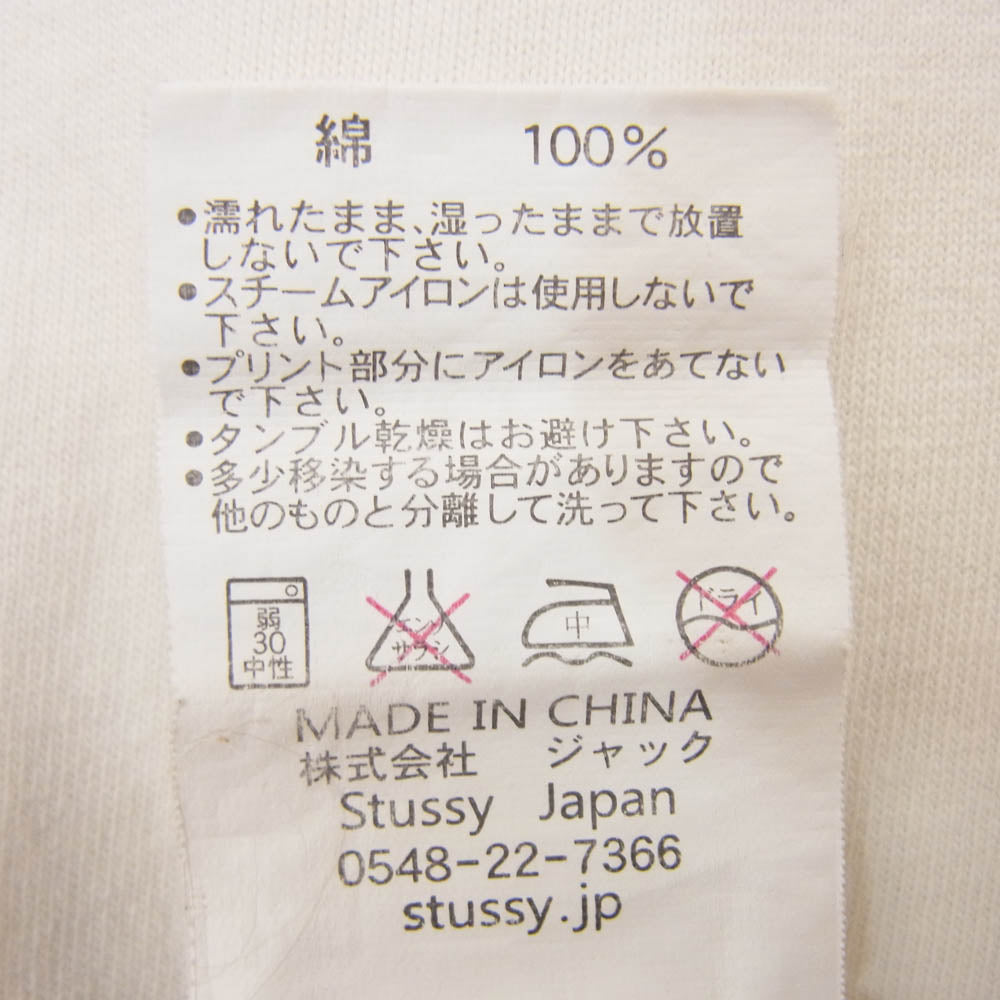 綿 100%
•濡れたまま、湿ったままで放置
しないで下さい。
•スチームアイロンは使用しないで
下さい。
•プリント部分にアイロンをあてない
で下さい。
•タンブル乾燥はお避け下さい。
•多少移染する場合がありますので
他のものと分離して洗って下さい。
弱
30
中性
エンソ
サラシ
中
ドライ
MADE IN CHINA
株式会社 ジャック
Stussy Japan
0548-22-7366
stussy.jp